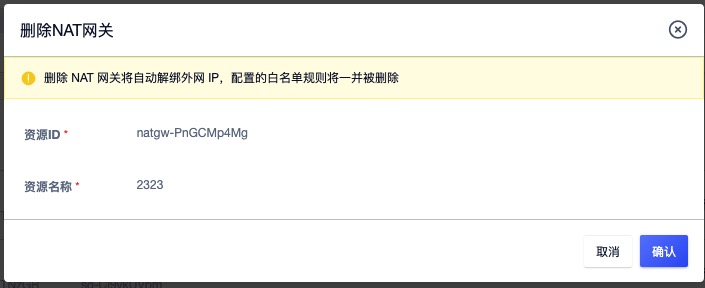 删除NAT网关
删除 NAT 网关将自动解绑外网 IP，配置的白名单规则将一并被删除
资源ID *
natgw-PnGCMp4Mg
资源名称 *
2323
取消
确认